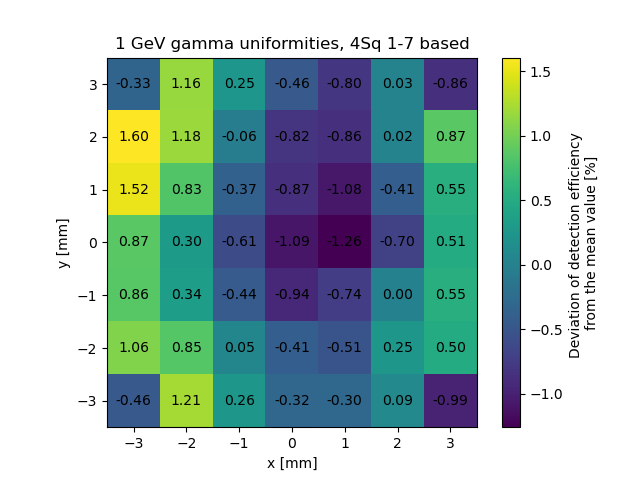 1 GeV gamma uniformities, 4Sq 1-7 based
3 -0.33 1.16 0.25 -0.46 -0.80 0.03 -0.86
2 1.60 1.18 -0.06 -0.82 -0.86 0.02 0.87
1 1.52 0.83 -0.37 -0.87 -1.08 -0.41 0.55
0 0.87 0.30 -0.61 -1.09 -1.26 -0.70 0.51
−1 0.86 0.34 -0.44 -0.94 -0.74 0.00 0.55
−2 1.06 0.85 0.05 -0.41 -0.51 0.25 0.50
−3 -0.46 1.21 0.26 -0.32 -0.30 0.09 -0.99
−3 −2 −1 0 1 2 3
x [mm]
y [mm]
1.5
1.0
0.5
0.0
−0.5
−1.0
Deviation of detection efficiency
from the mean value [%]